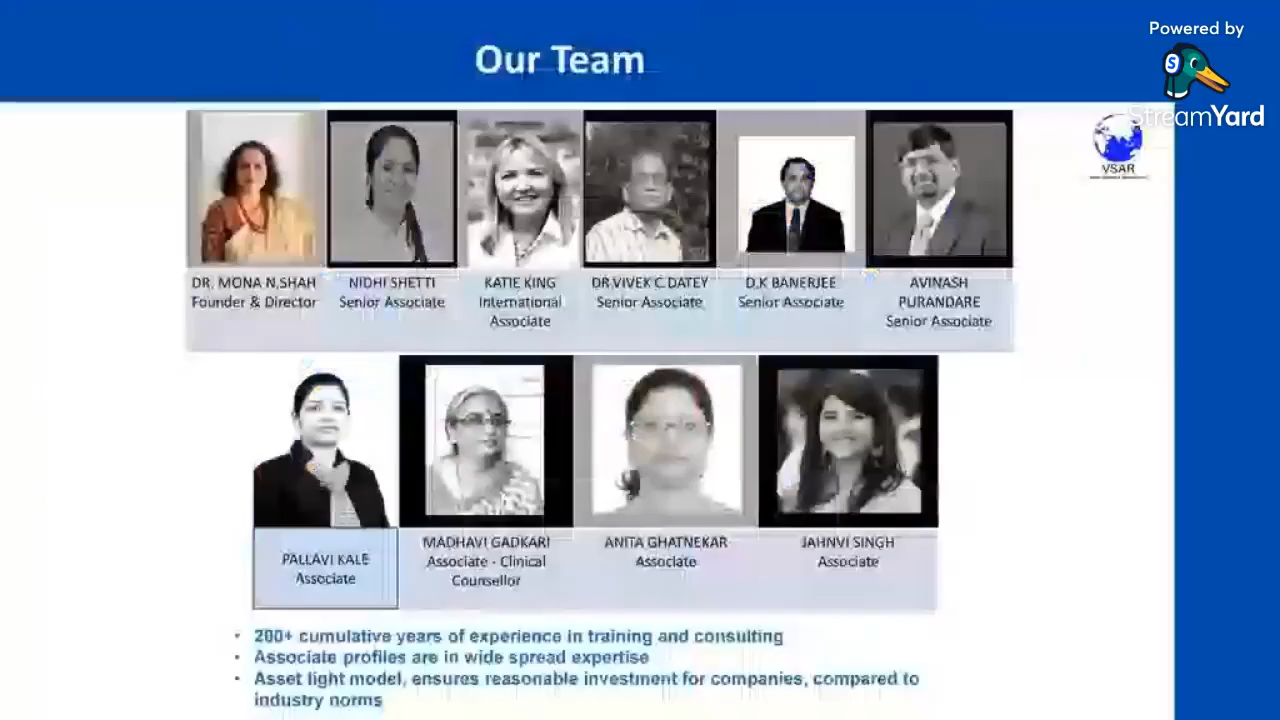 Powered by
StreamYard
Our Team
VSAR
DR. MONA N.SHAH
Founder & Director
NIDHI SHETTI
Senior Associate
KATIE KING
International
Associate
DR.VIVEK C.DATEY
Senior Associate
D.K BANERJEE
Senior Associate
AVINASH
PURANDARE
Senior Associate
PALLAVI KALE
Associate
MADHAVI GADKARI
Associate - Clinical
Counsellor
ANITA GHATNEKAR
Associate
JAHNVI SINGH
Associate
• 200+ cumulative years of experience in training and consulting
• Associate profiles are in wide spread expertise
• Asset light model, ensures reasonable investment for companies, compared to
industry norms